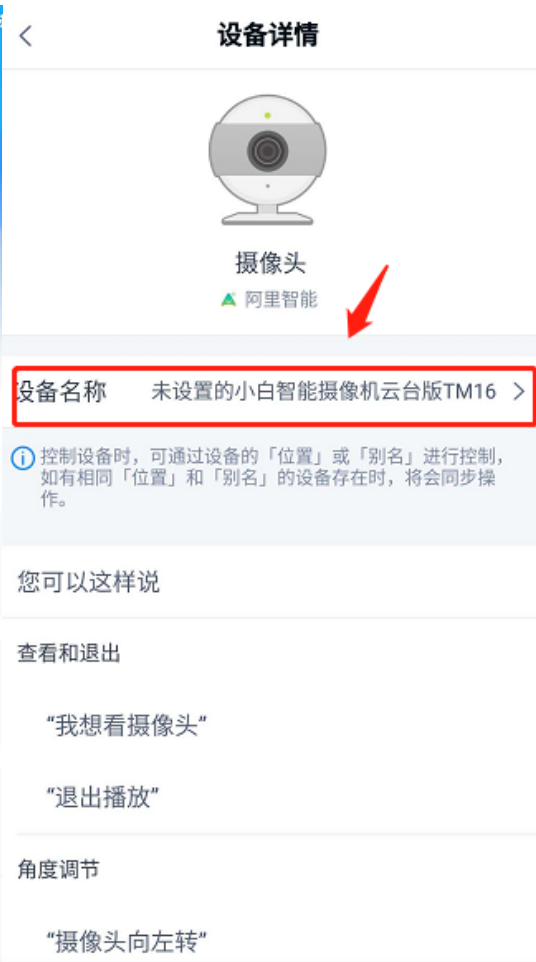 设备详情
摄像头
阿里智能
设备名称 未设置的小白智能摄像机云台版TM16
控制设备时，可通过设备的「位置」或「别名」进行控制，
如有相同「位置」和「别名」的设备存在时，将会同步操
作。
您可以这样说
查看和退出
“我想看摄像头”
“退出播放”
角度调节
“摄像头向左转”